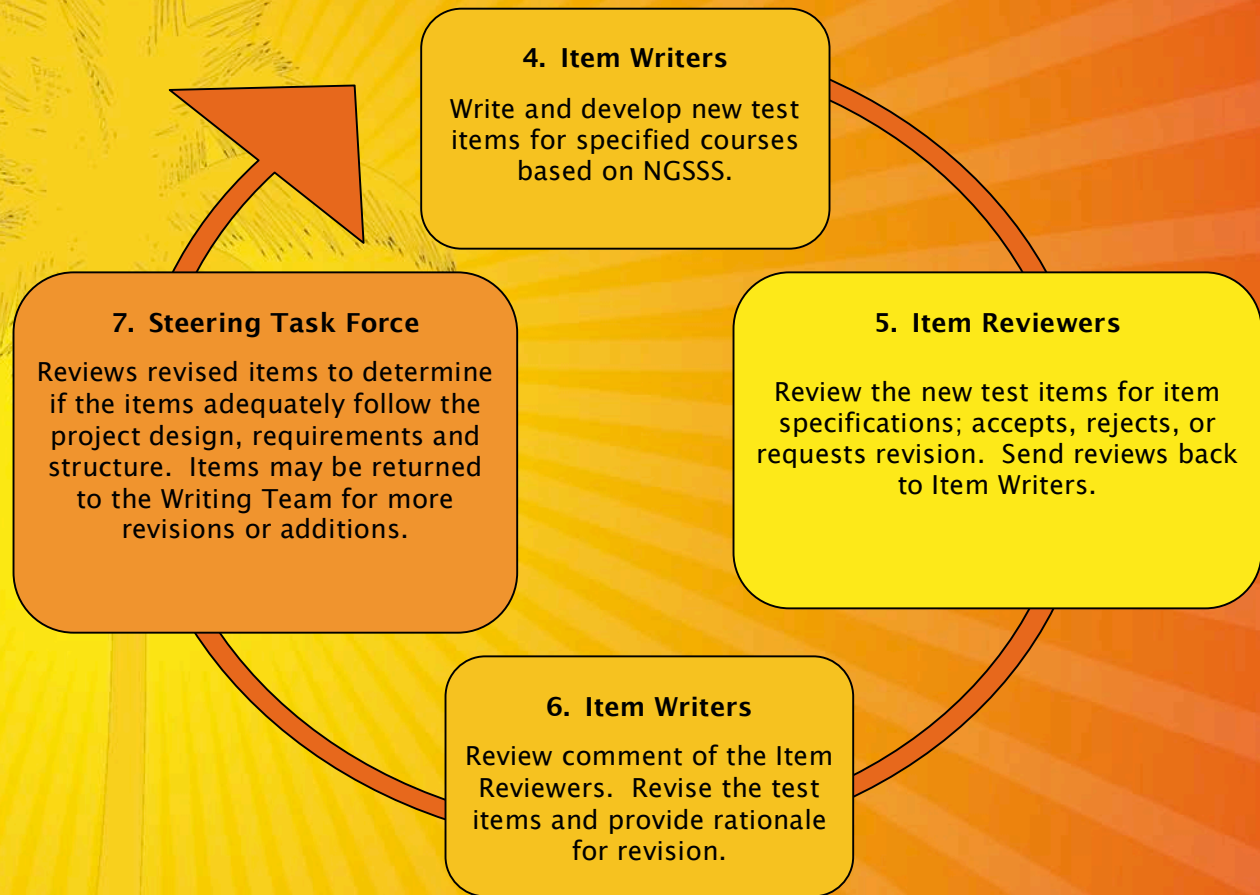 4. Item Writers
Write and develop new test
items for specified courses
based on NGSSS.
5. Item Reviewers
Review the new test items for item
specifications; accepts, rejects, or
requests revision. Send reviews back
to Item Writers.
6. Item Writers
Review comment of the Item
Reviewers. Revise the test
items and provide rationale
for revision.
7. Steering Task Force
Reviews revised items to determine
if the items adequately follow the
project design, requirements and
structure. Items may be returned
to the Writing Team for more
revisions or additions.